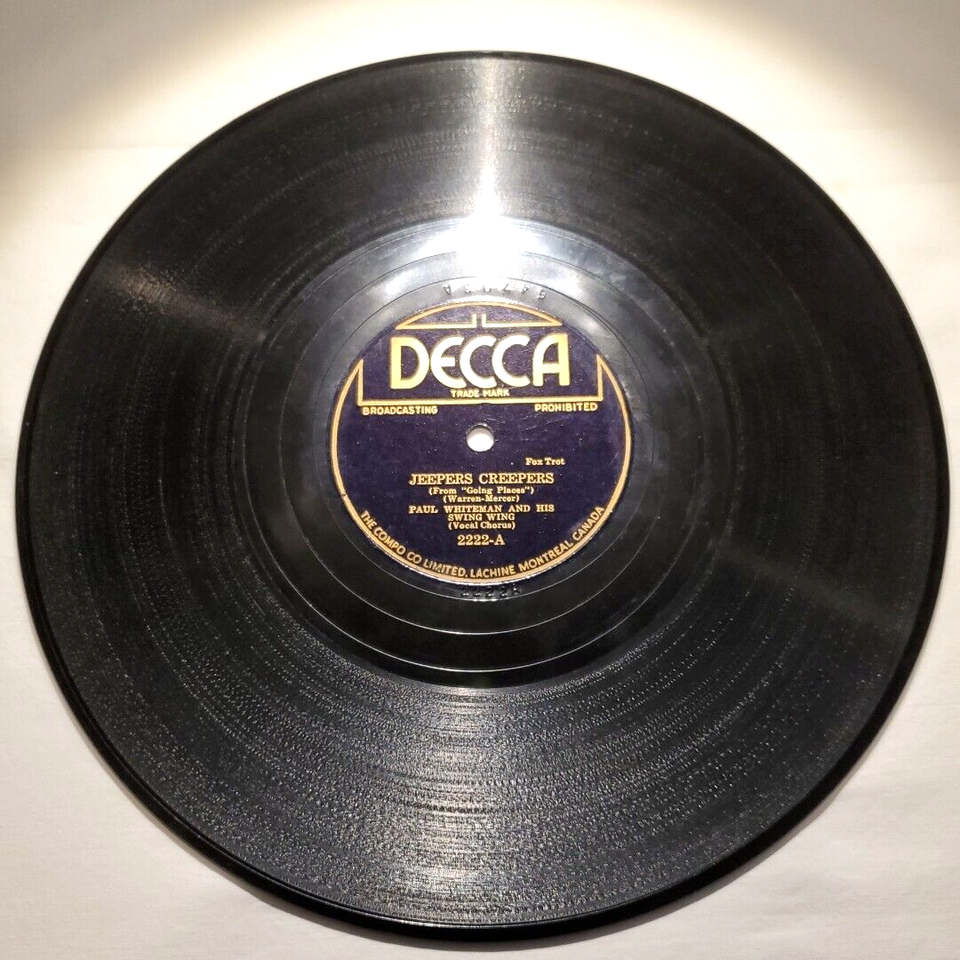 DECCA
TRADE MARK
BROADCASTING PROHIBITED
Fox Trot
JEEPERS CREEPERS
(From "Going Places")
(Warren-Mercer)
PAUL WHITEMAN AND HIS
SWING WING
(Vocal Chorus)
2222-A
THE COMPO CO LIMITED, LACHINE MONTREAL CANADA